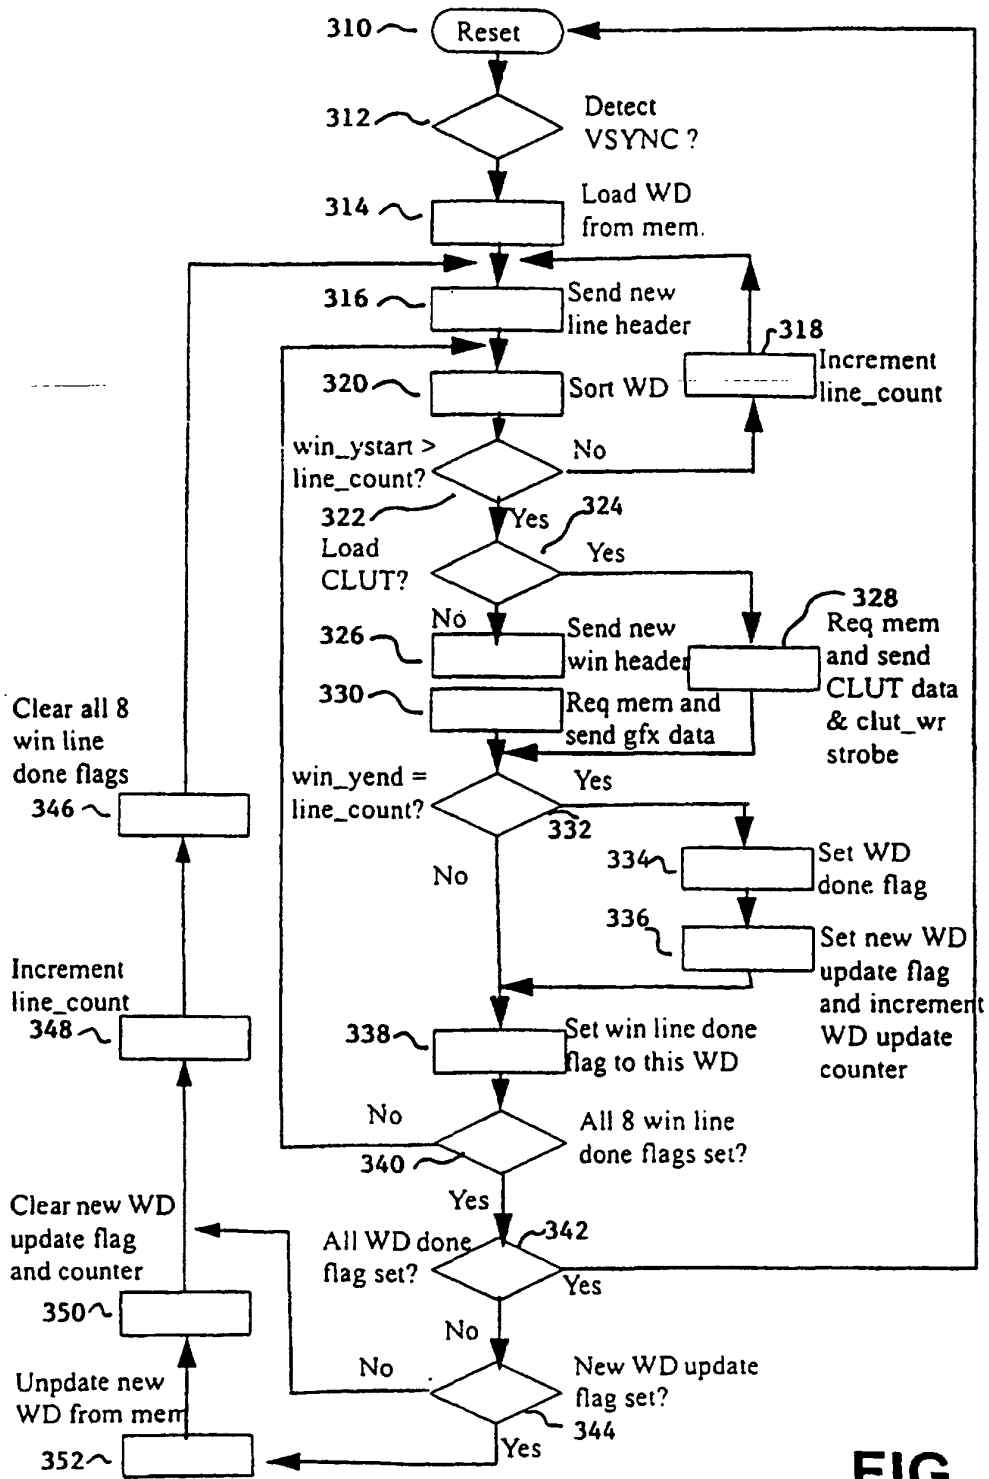 310
Reset
312
Detect
VSYNC ?
314
Load WD
from mem.
316
Send new
line header
318
Increment
line_count
320
Sort WD
win_ystart >
line_count?
No
322
Yes
324
Load
CLUT?
Yes
No
326
Send new
win header
328
Req mem
and send
CLUT data
& clut_wr
strobe
330
Req mem and
send gfx data
Clear all 8
win line
done flags
346
win_yend =
line_count?
Yes
332
No
334
Set WD
done flag
336
Set new WD
update flag
and increment
WD update
counter
Increment
line_count
348
338
Set win line done
flag to this WD
No
340
All 8 win line
done flags set?
Yes
Clear new WD
update flag
and counter
350
342
All WD done
flag set?
Yes
No
No
New WD update
flag set?
344
Unpdate new
WD from mem
352
Yes
FIG